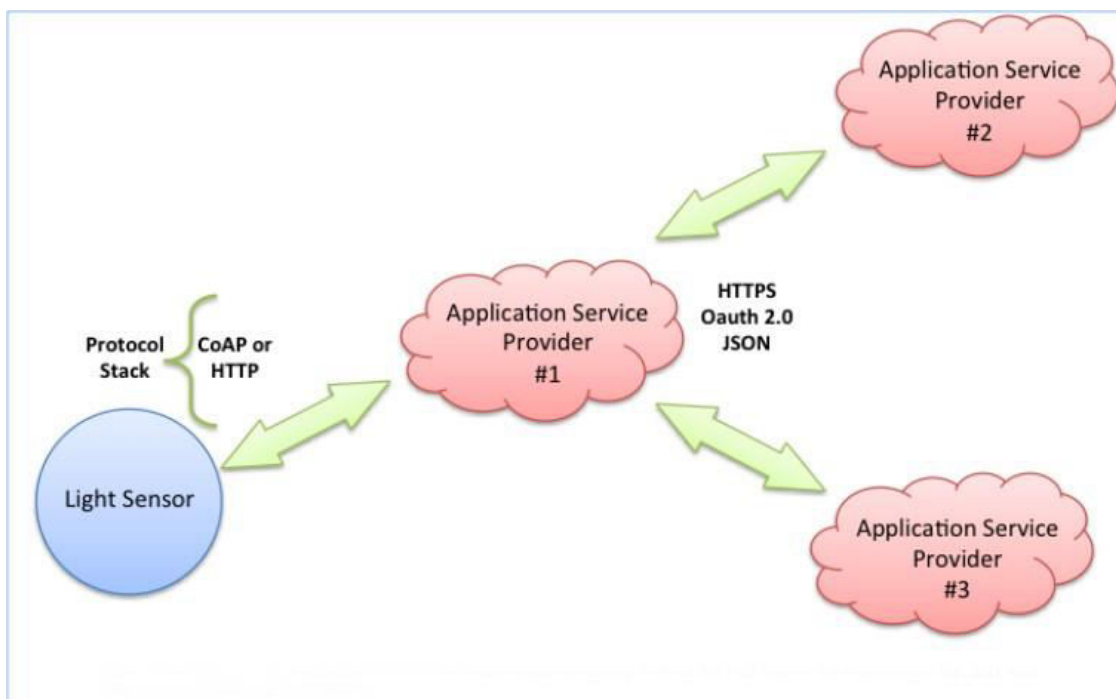 Application Service
Provider
#2
Application Service
Provider
#1
HTTPS
Oauth 2.0
JSON
Protocol
Stack
CoAP or
HTTP
Light Sensor
Application Service
Provider
#3